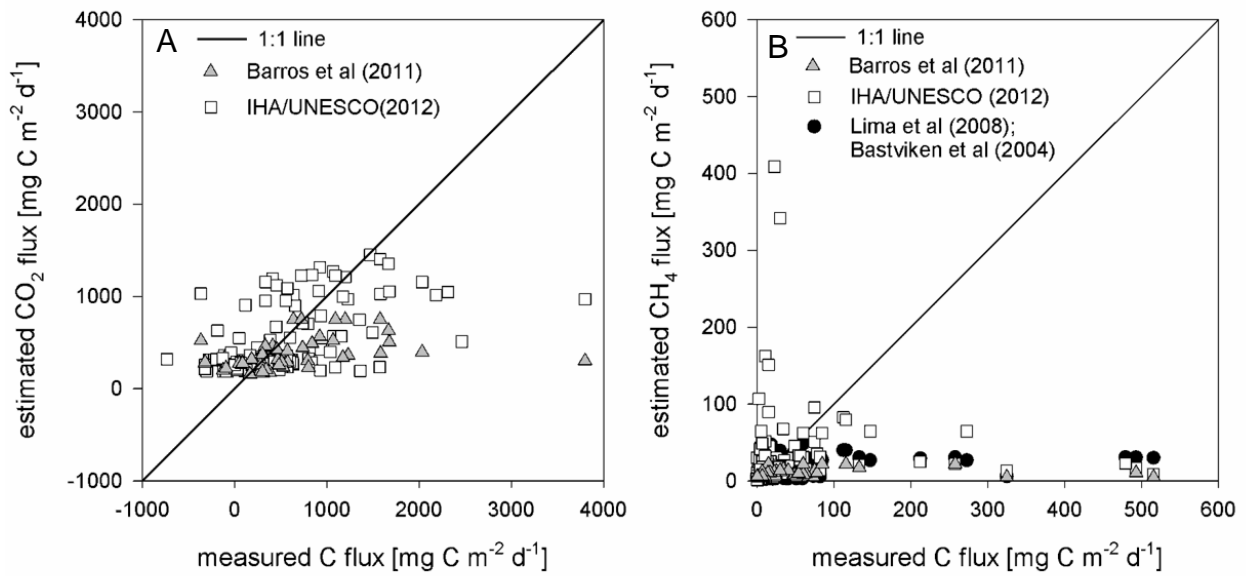 A
1:1 line
Barros et al (2011)
IHA/UNESCO(2012)
4000
3000
2000
1000
0
-1000
-1000
0
1000
2000
3000
4000
estimated CO2 flux [mg C m-2 d-1]
measured C flux [mg C m-2 d-1]
B
1:1 line
Barros et al (2011)
IHA/UNESCO (2012)
Lima et al (2008);
Bastviken et al (2004)
600
500
400
300
200
100
0
0
100
200
300
400
500
600
estimated CH4 flux [mg C m-2 d-1]
measured C flux [mg C m-2 d-1]